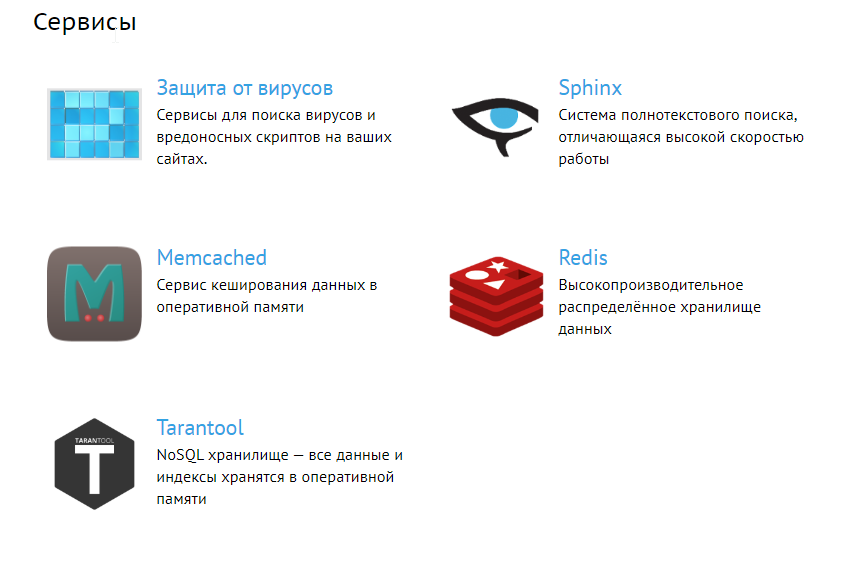 Сервисы
Защита от вирусов
Сервисы для поиска вирусов и
вредоносных скриптов на ваших
сайтах.
Sphinx
Система полнотекстового поиска,
отличающаяся высокой скоростью
работы
Memcached
Сервис кеширования данных в
оперативной памяти
Redis
Высокопроизводительное
распределённое хранилище
данных
TARANTOOL
Tarantool
NoSQL хранилище — все данные и
индексы хранятся в оперативной
памяти